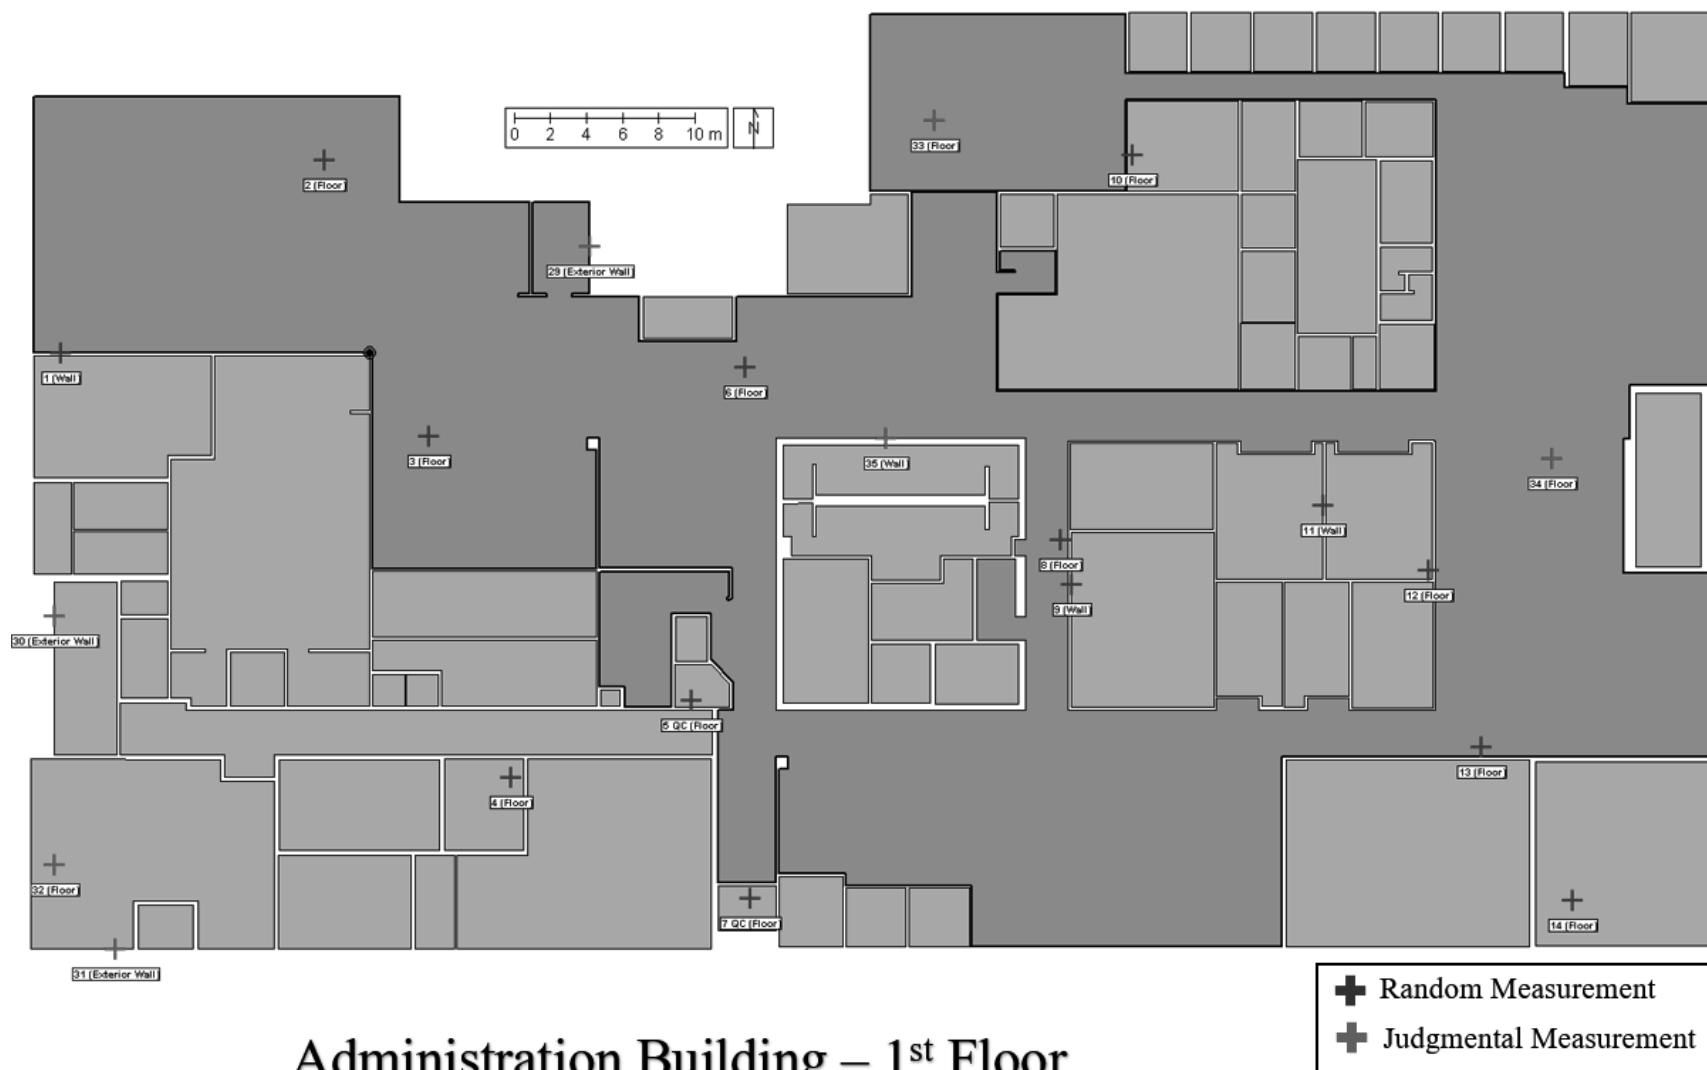 0 2 4 6 8 10 m
N
33 (Floor)
2 (Floor)
10 (Floor)
29 (Exterior Wall)
1 (Wall)
6 (Floor)
3 (Floor)
35 (Wall)
34 (Floor)
11 (Wall)
8 (Floor)
9 (Wall)
12 (Floor)
30 (Exterior Wall)
5 QC (Floor
13 (Floor)
4 (Floor)
32 (Floor)
7 QC (Floor
14 (Floor)
31 (Exterior Wall)
Random Measurement
Judgmental Measurement
Administration Building – 1st Floor